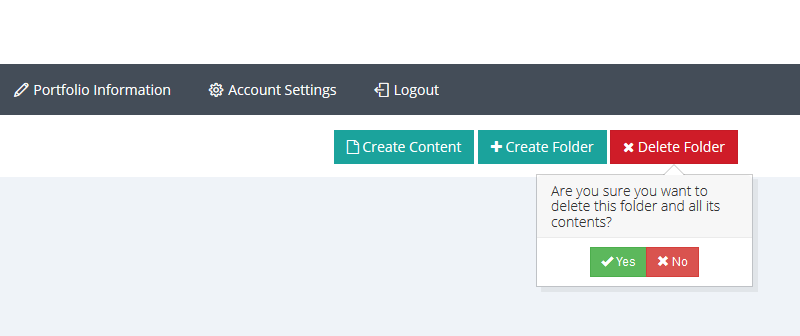 Portfolio Information Account Settings Logout
Create Content Create Folder Delete Folder
Are you sure you want to
delete this folder and all its
contents?
Yes No